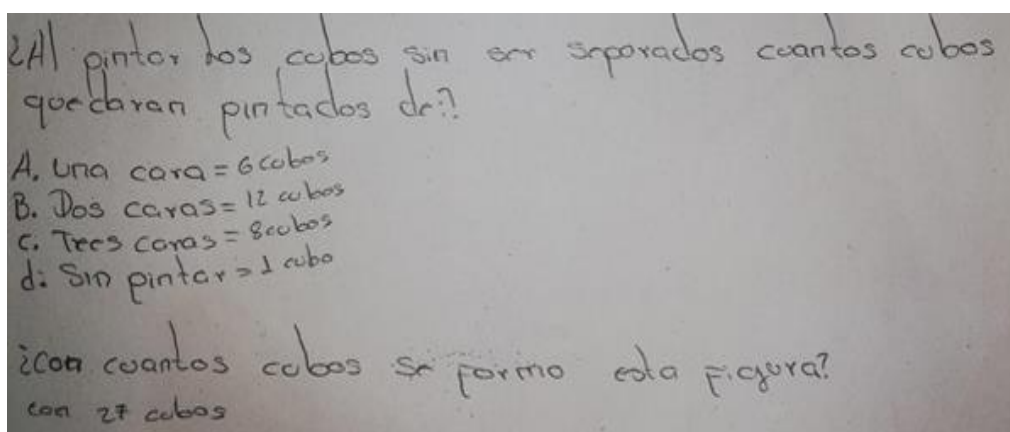 ¿Al pintar los cubos sin ser separados cuantos cubos
quedaran pintados de:?
A. Una cara = 6 cubos
B. Dos caras = 12 cubos
C. Tres caras = 8 cubos
d: Sin pintar = 1 cubo
¿Con cuantos cubos se formo esta figura?
con 27 cubos